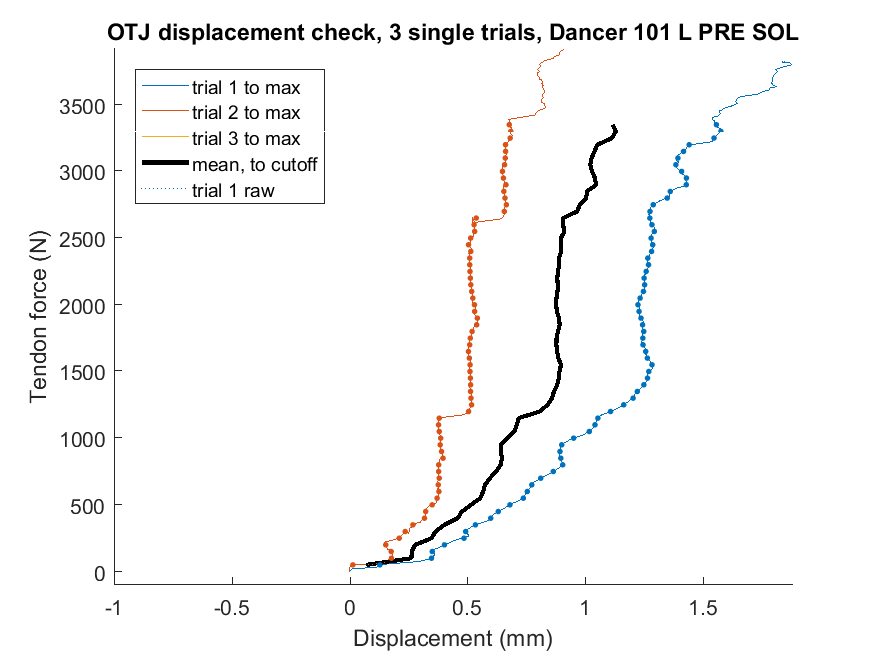 OTJ displacement check, 3 single trials, Dancer 101 L PRE SOL
trial 1 to max
trial 2 to max
trial 3 to max
mean, to cutoff
trial 1 raw
Tendon force (N)
3500
3000
2500
2000
1500
1000
500
0
-1 -0.5 0 0.5 1 1.5
Displacement (mm)